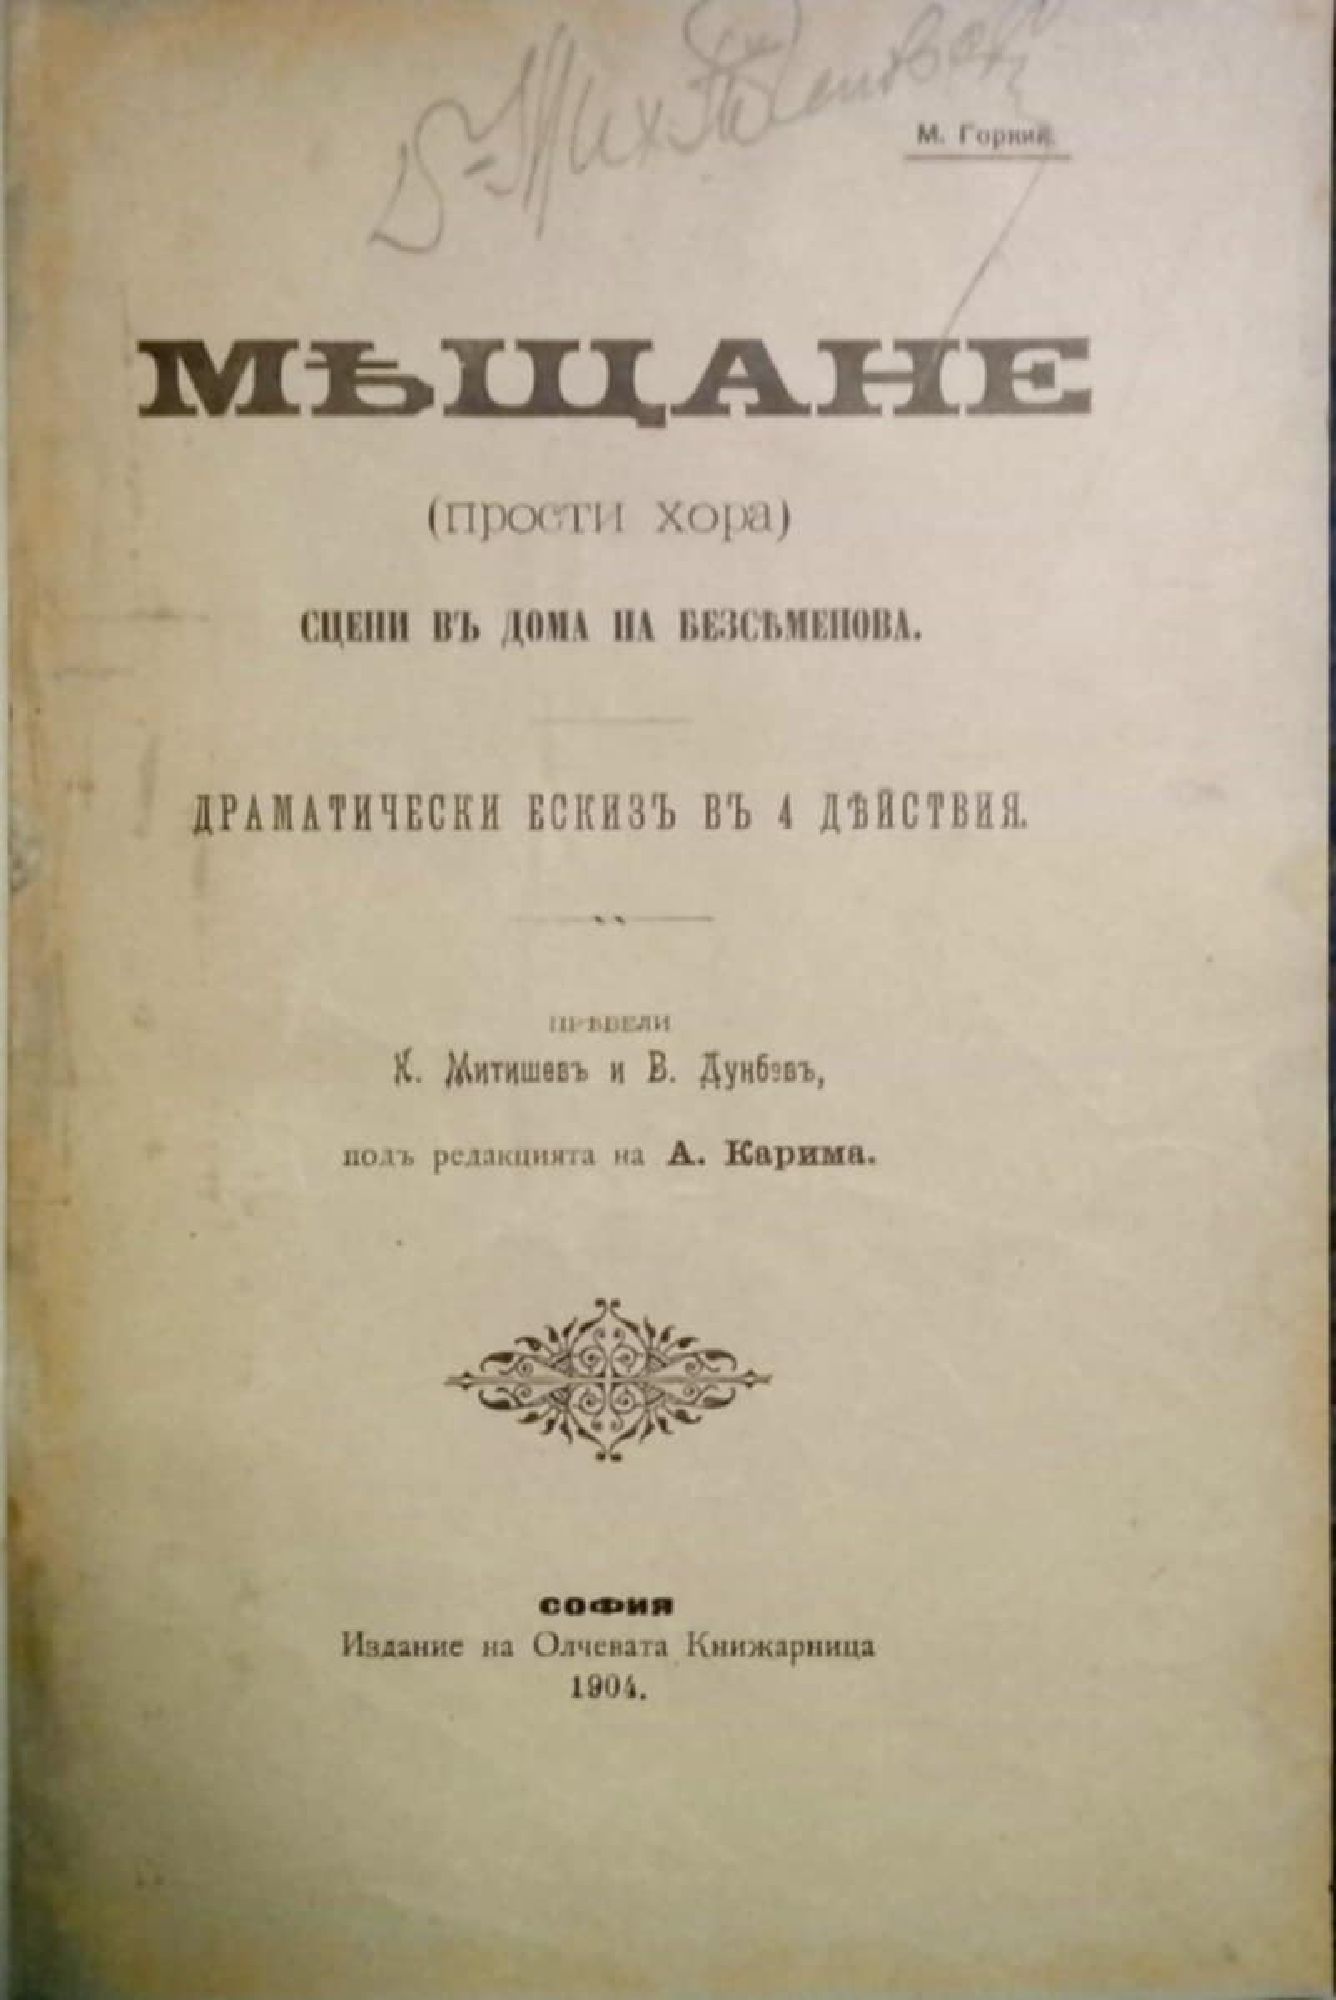 М. Горкий.
МѢЩАНЕ
(прости хора)
СЦЕНИ ВЪ ДОМА НА БЕЗСѢМЕНОВА.
ДРАМАТИЧЕСКИ ЕСКИЗЪ ВЪ 4 ДѢЙСТВИЯ.
ПРѢВЕЛИ
К. Митишевъ и В. Дунбевъ,
подъ редакцията на А. Карима.
СОФИЯ
Издание на Олчевата Книжарница
1904.